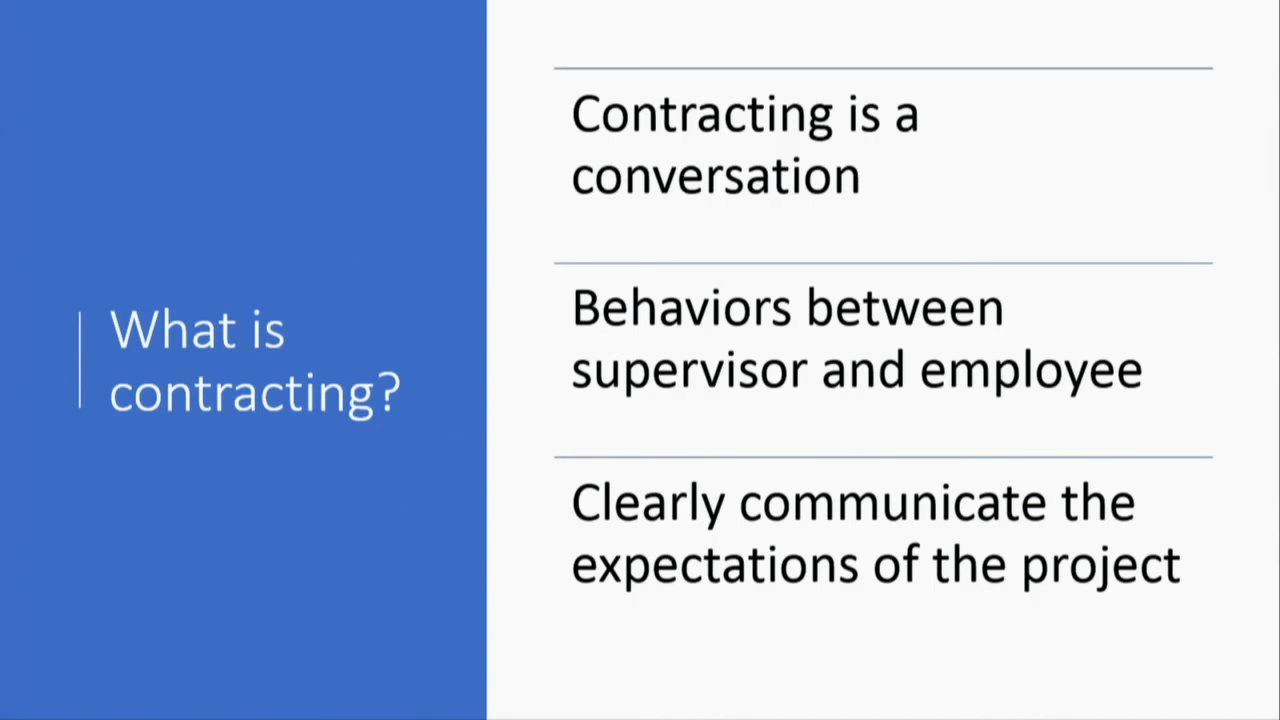 What is
contracting?
Contracting is a
conversation
Behaviors between
supervisor and employee
Clearly communicate the
expectations of the project